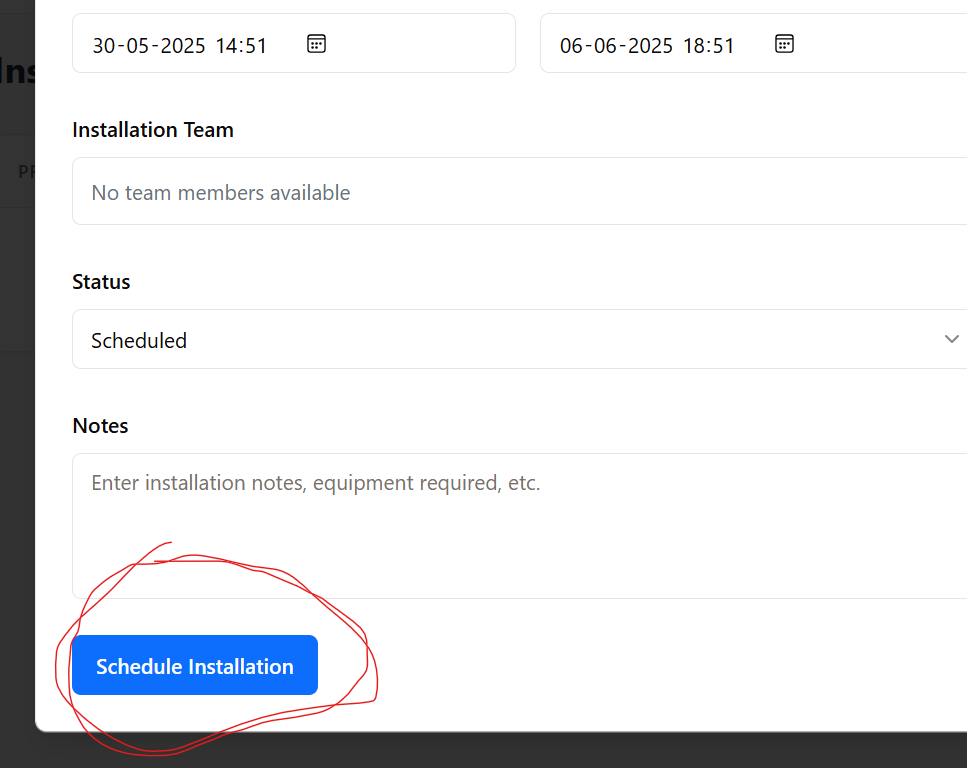 30-05-2025 14:51 06-06-2025 18:51
Ins
Installation Team
PR
No team members available
Status
Scheduled
Notes
Enter installation notes, equipment required, etc.
Schedule Installation